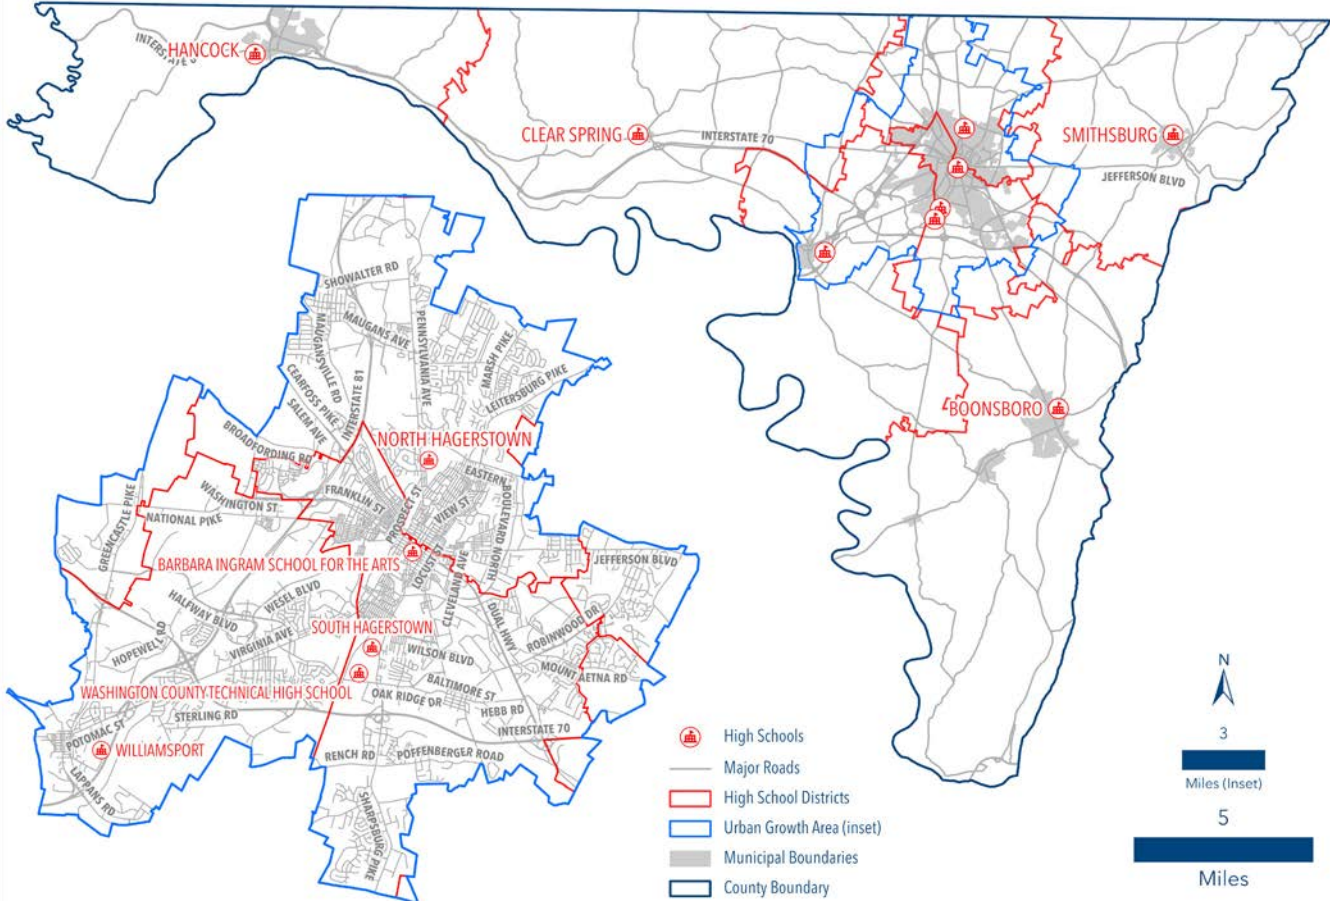 HANCOCK
INTERSTATE 6
CLEAR SPRING
INTERSTATE 70
SMITHSBURG
JEFFERSON BLVD
BOONSBORO
SHOWALTER RD
MAUGANS AVE
MAUGANSVILLE RD
PENNSYLVANIA AVE
MARSH PIKE
LEITERSBURG PIKE
CEARFOSS PIKE
SALEM AVE
INTERSTATE 81
BROADFORDING RD
NORTH HAGERSTOWN
EASTERN
BOULEVARD NORTH
FRANKLIN ST
PROSPECT ST
VIEW ST
WASHINGTON ST
NATIONAL PIKE
GREENCASTLE PIKE
BARBARA INGRAM SCHOOL FOR THE ARTS
LOCUST ST
CLEVELAND AVE
JEFFERSON BLVD
HALFWAY BLVD
WESEL BLVD
DUAL HWY
ROBINWOOD DR
HOPEWELL RD
VIRGINIA AVE
SOUTH HAGERSTOWN
WILSON BLVD
MOUNT AETNA RD
BALTIMORE ST
WASHINGTON COUNTY TECHNICAL HIGH SCHOOL
OAK RIDGE DR
HEBB RD
STERLING RD
INTERSTATE 70
POTOMAC ST
WILLIAMSPORT
RENCH RD
POFFENBERGER ROAD
LAPPANS RD
SHARPSBURG PIKE
High Schools
Major Roads
High School Districts
Urban Growth Area (inset)
Municipal Boundaries
County Boundary
N
3
Miles (Inset)
5
Miles